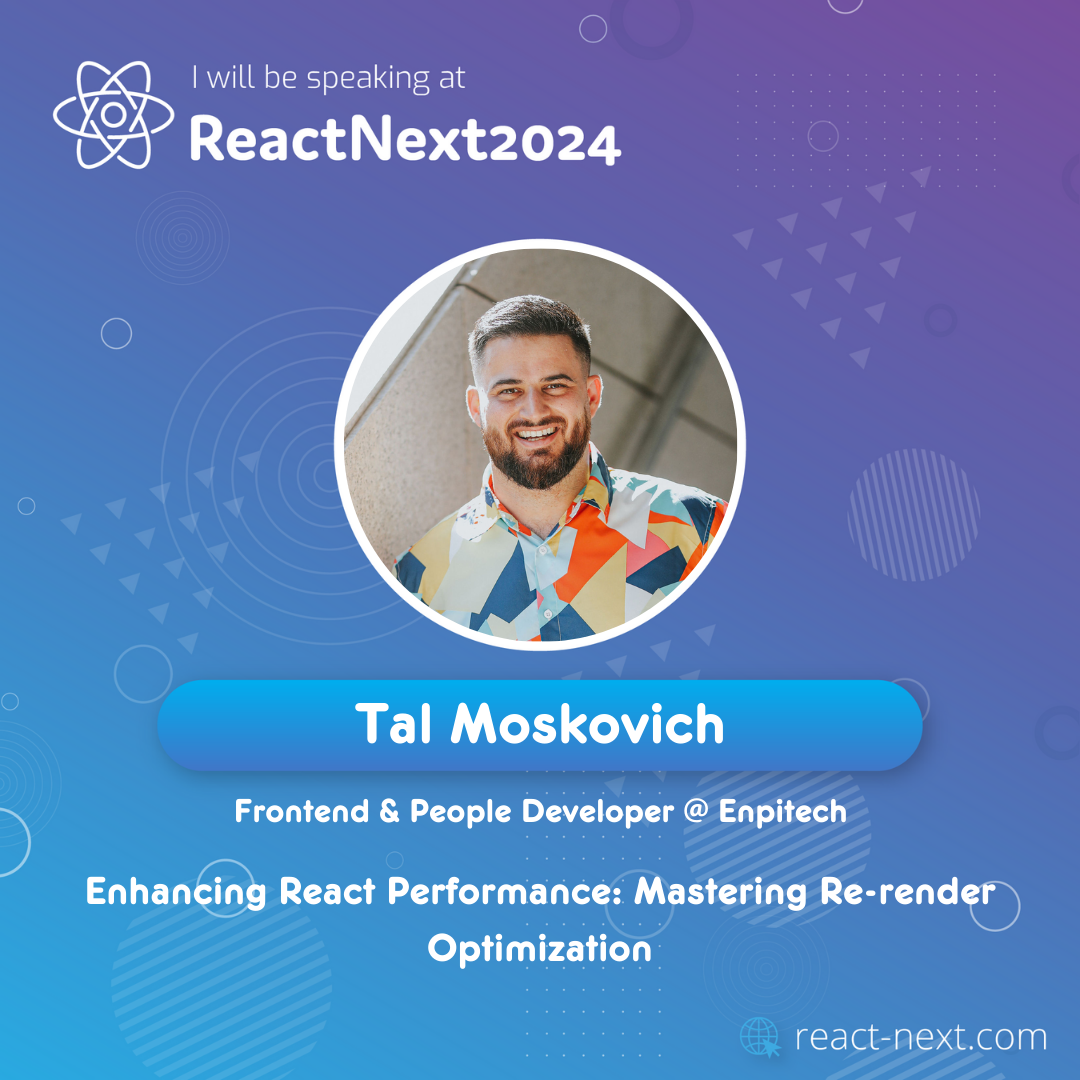 I will be speaking at
ReactNext2024
Tal Moskovich
Frontend & People Developer @ Enpitech
Enhancing React Performance: Mastering Re-render
Optimization
react-next.com